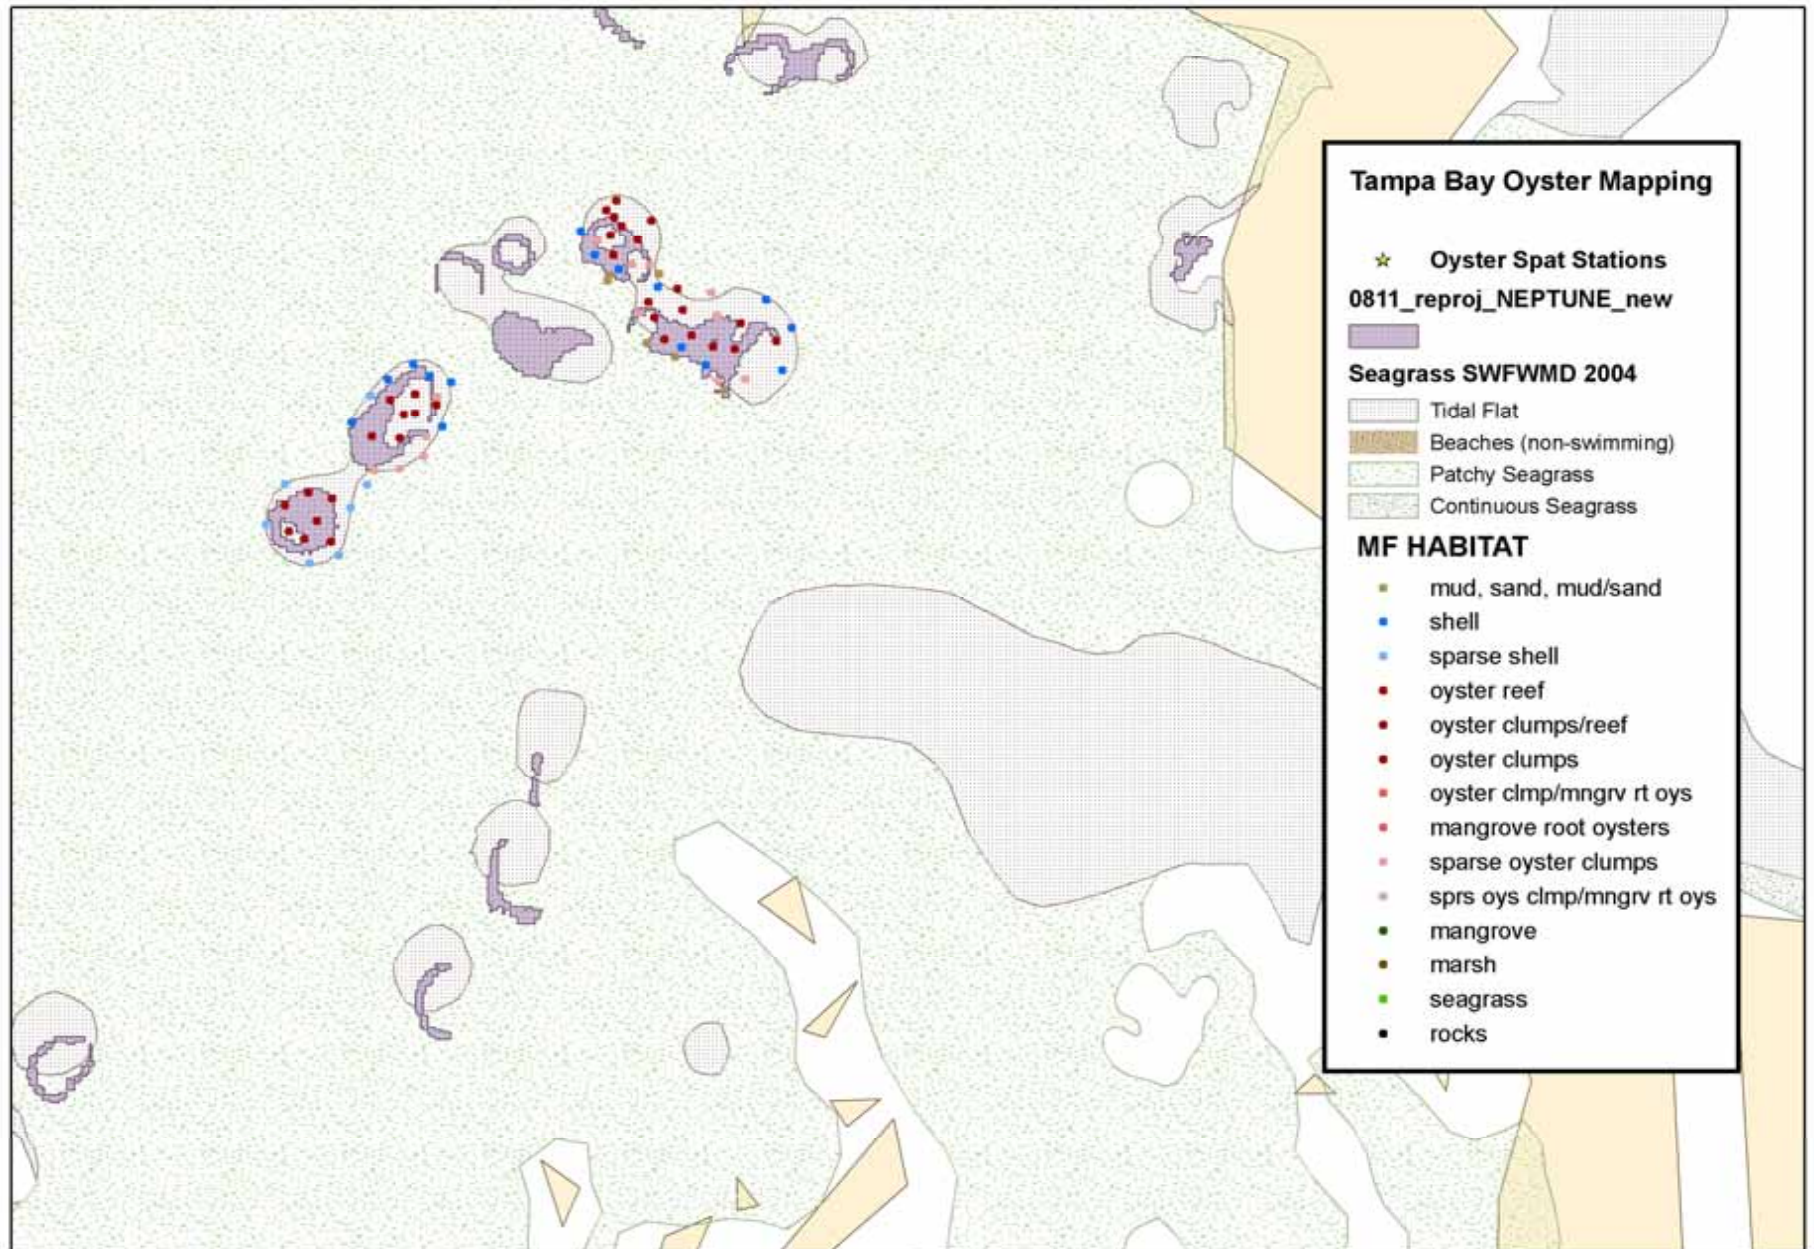 Tampa Bay Oyster Mapping
Oyster Spat Stations
0811_reproj_NEPTUNE_new
Seagrass SWFWMD 2004
Tidal Flat
Beaches (non-swimming)
Patchy Seagrass
Continuous Seagrass
MF HABITAT
mud, sand, mud/sand
shell
sparse shell
oyster reef
oyster clumps/reef
oyster clumps
oyster clmp/mngrv rt oys
mangrove root oysters
sparse oyster clumps
sprs oys clmp/mngrv rt oys
mangrove
marsh
seagrass
rocks